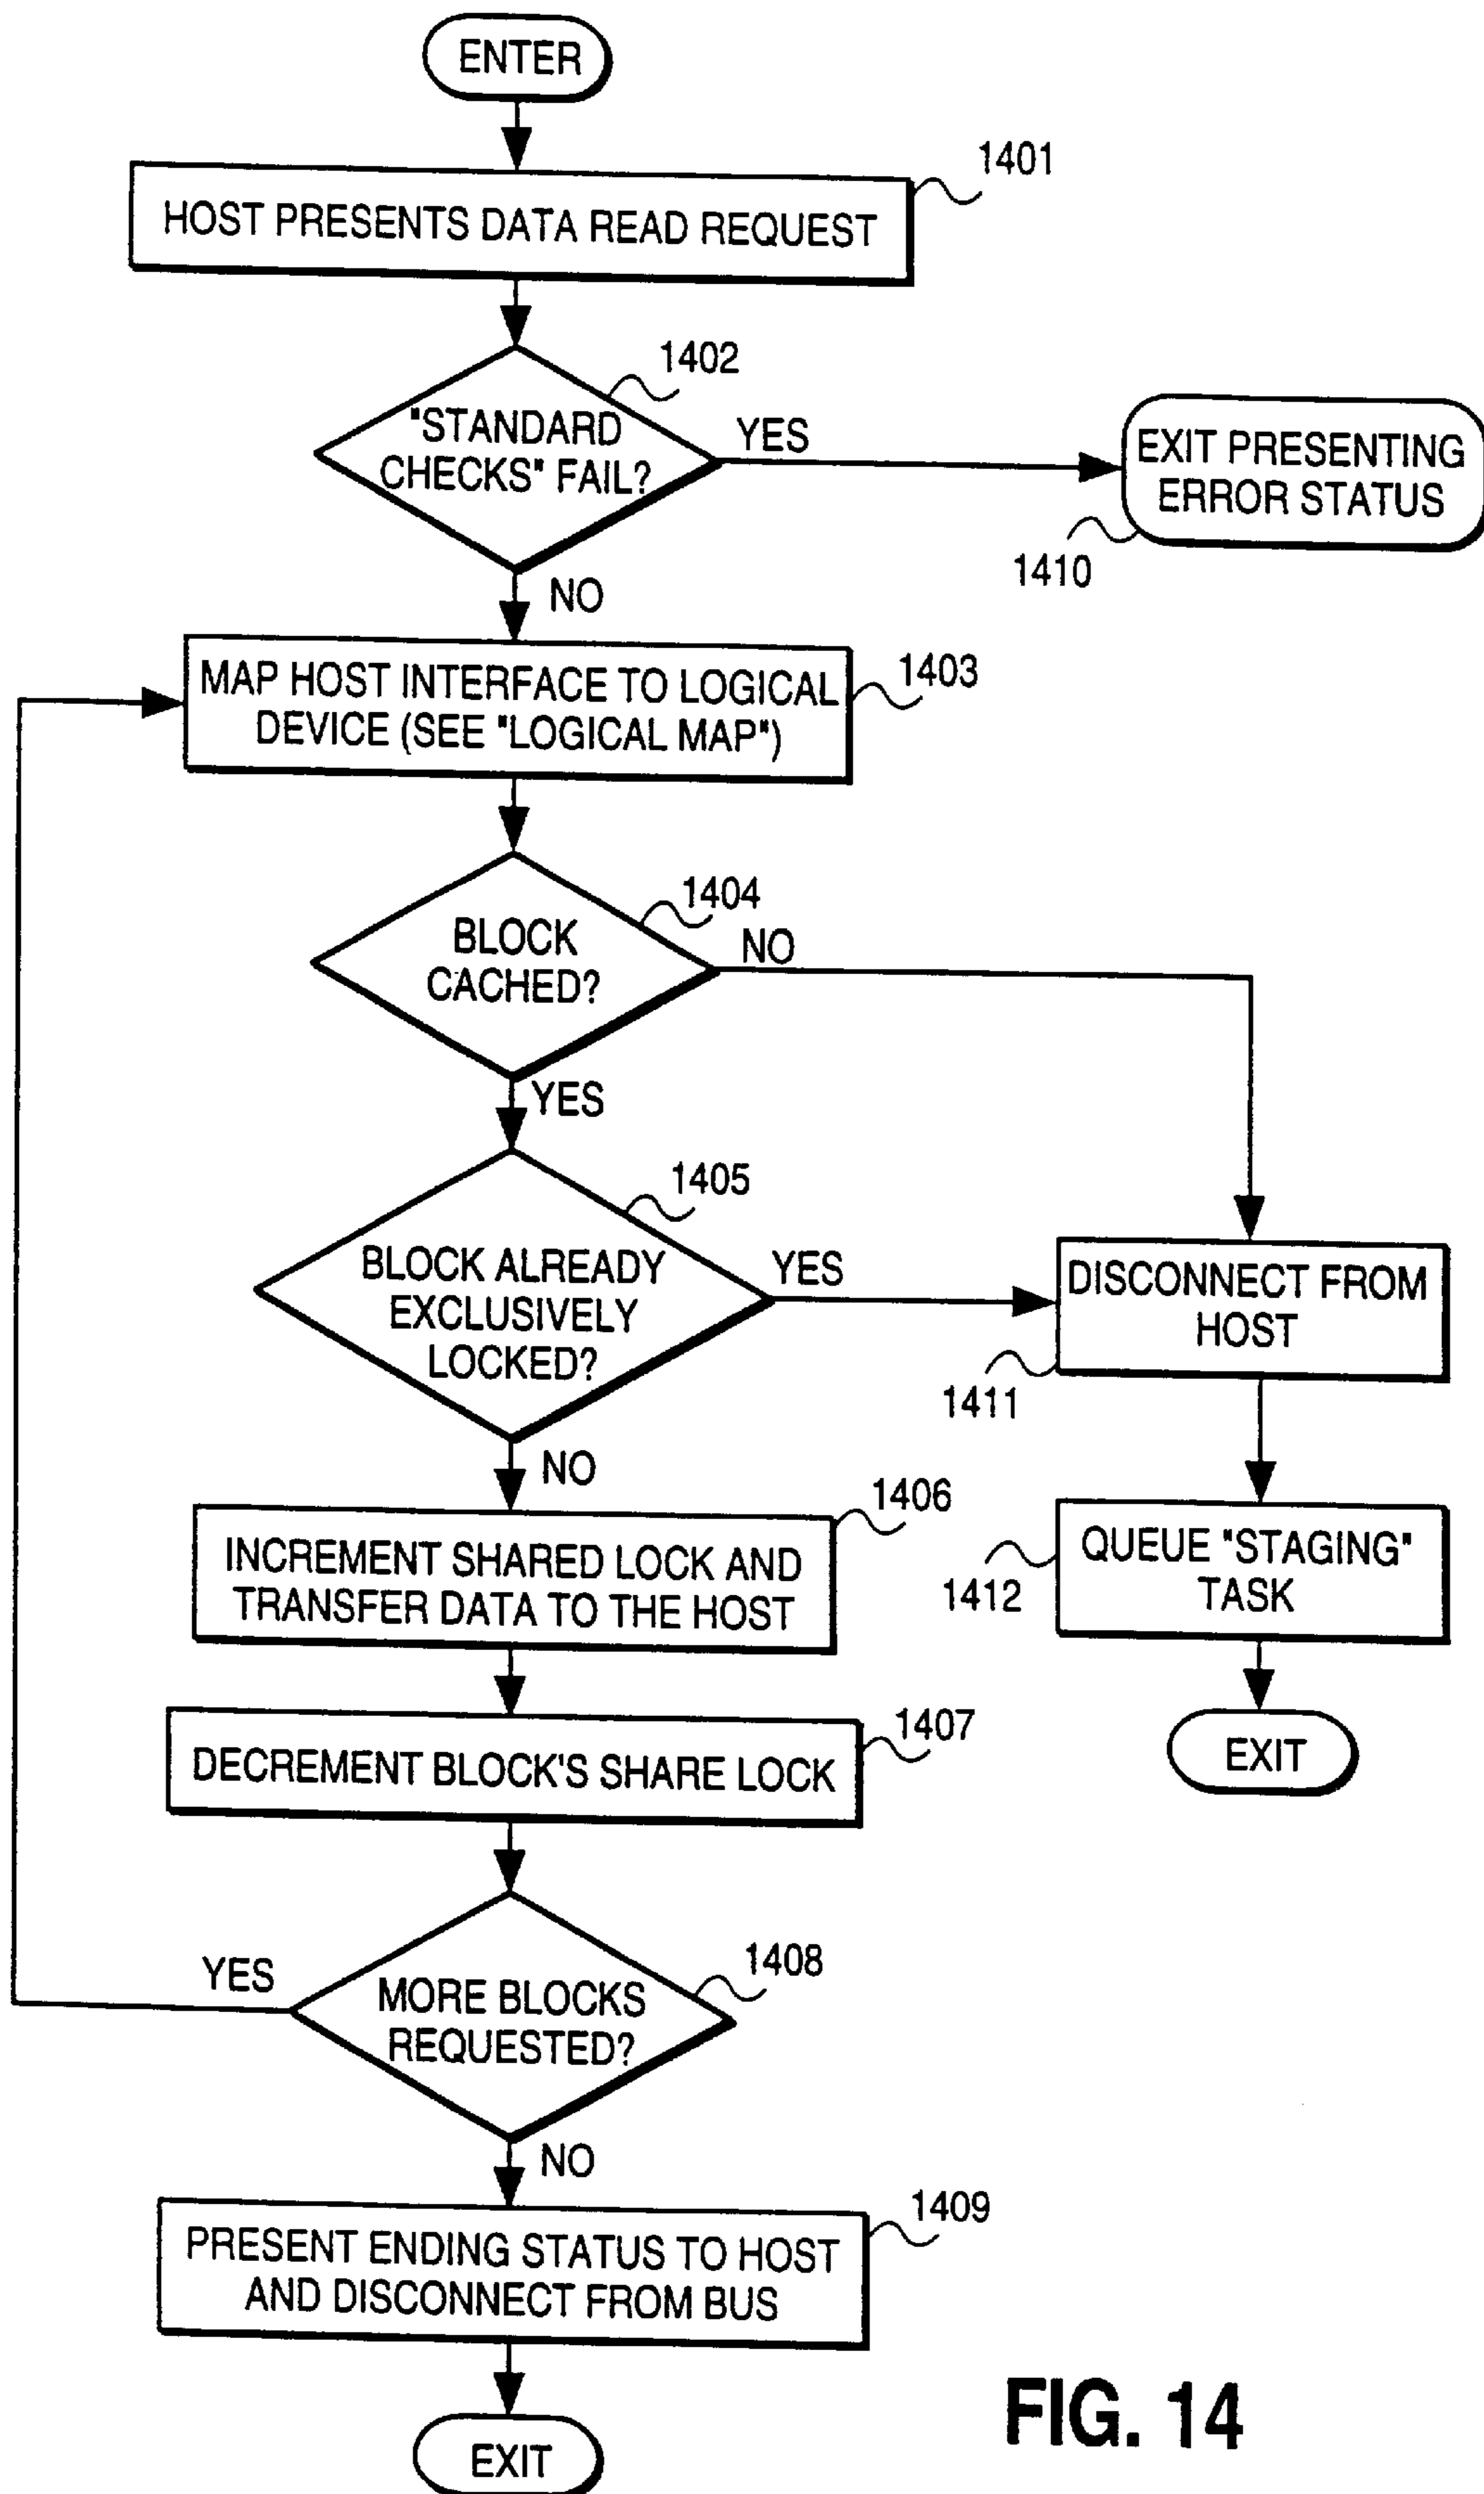 ENTER
1401
HOST PRESENTS DATA READ REQUEST
1402
"STANDARD
CHECKS" FAIL?
YES
EXIT PRESENTING
ERROR STATUS
1410
NO
MAP HOST INTERFACE TO LOGICAL
DEVICE (SEE "LOGICAL MAP")
1403
1404
BLOCK
CACHED?
NO
YES
1405
BLOCK ALREADY
EXCLUSIVELY
LOCKED?
YES
DISCONNECT FROM
HOST
1411
NO
1406
INCREMENT SHARED LOCK AND
TRANSFER DATA TO THE HOST
QUEUE "STAGING"
TASK
1412
1407
DECREMENT BLOCK'S SHARE LOCK
EXIT
1408
YES
MORE BLOCKS
REQUESTED?
NO
1409
PRESENT ENDING STATUS TO HOST
AND DISCONNECT FROM BUS
EXIT
FIG. 14